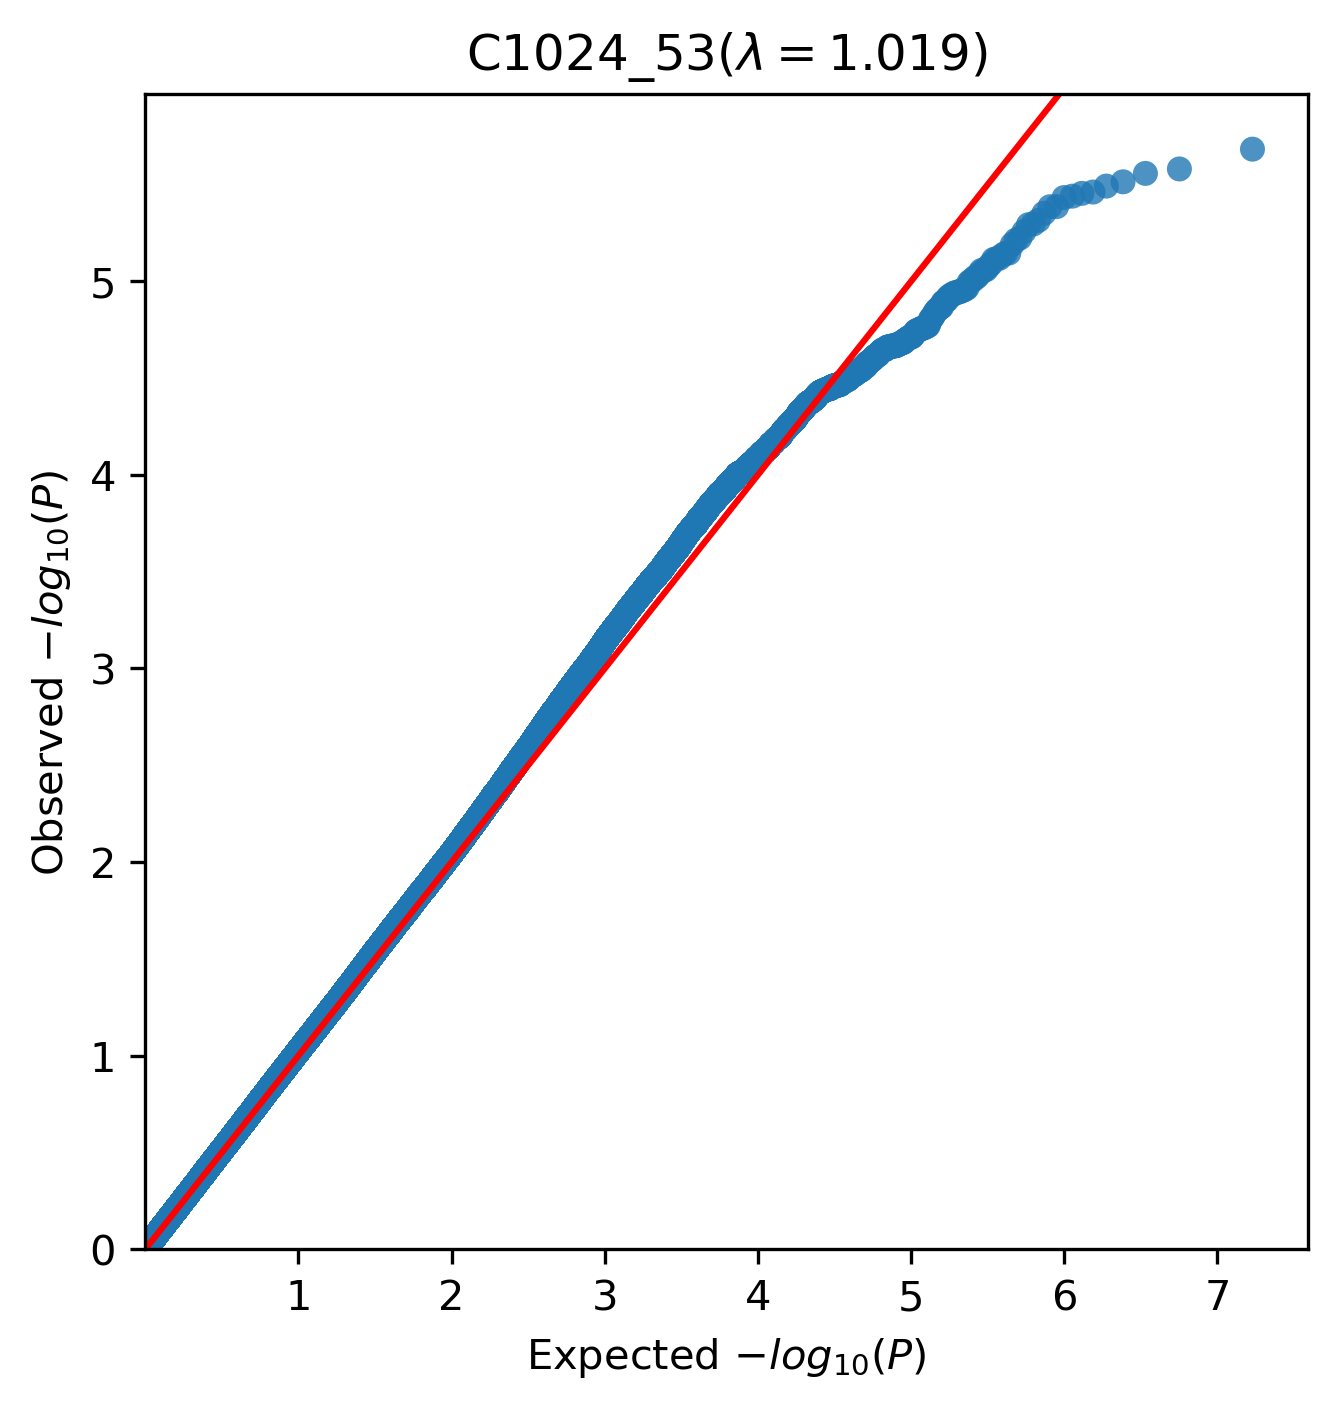 C1024_53(λ = 1.019)
Observed −log₁₀(P)
5
4
3
2
1
0
1 2 3 4 5 6 7
Expected −log₁₀(P)